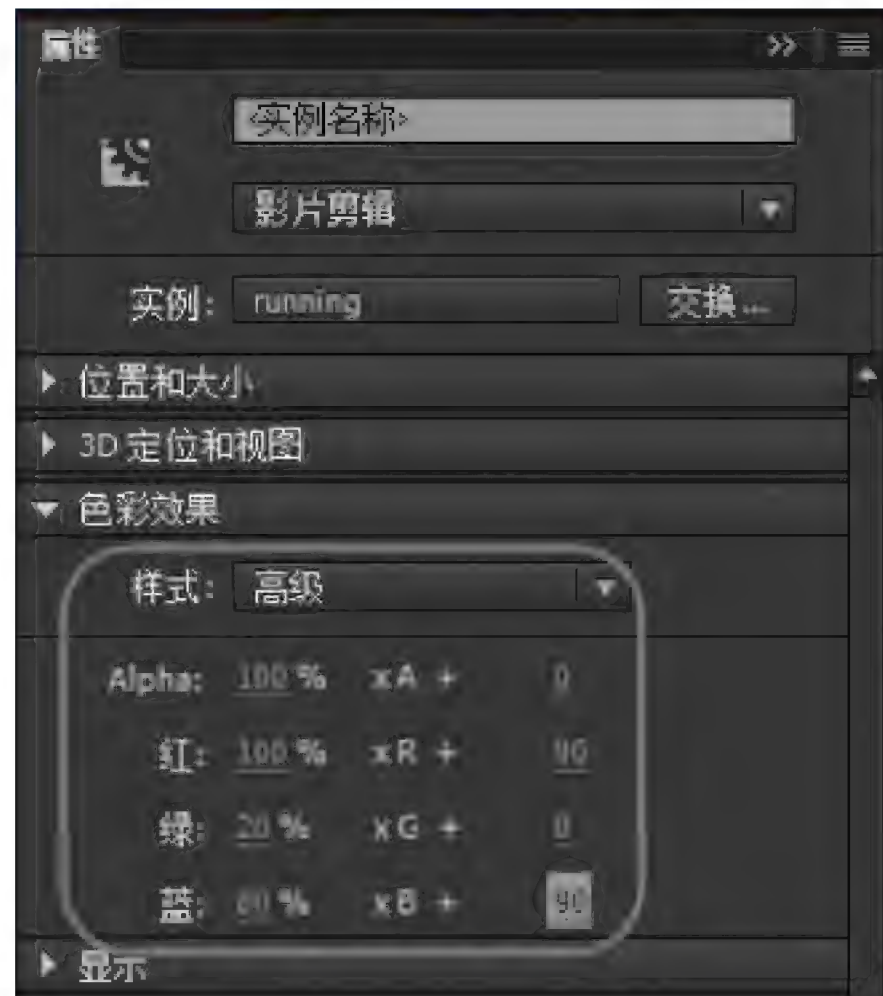 属性
<实例名称>
影片剪辑
实例: running 交换...
位置和大小
3D 定位和视图
色彩效果
样式: 高级
Alpha: 100 % xA + 0
红: 100 % xR + 90
绿: 20 % xG + 0
蓝: 80 % xB + 90
显示